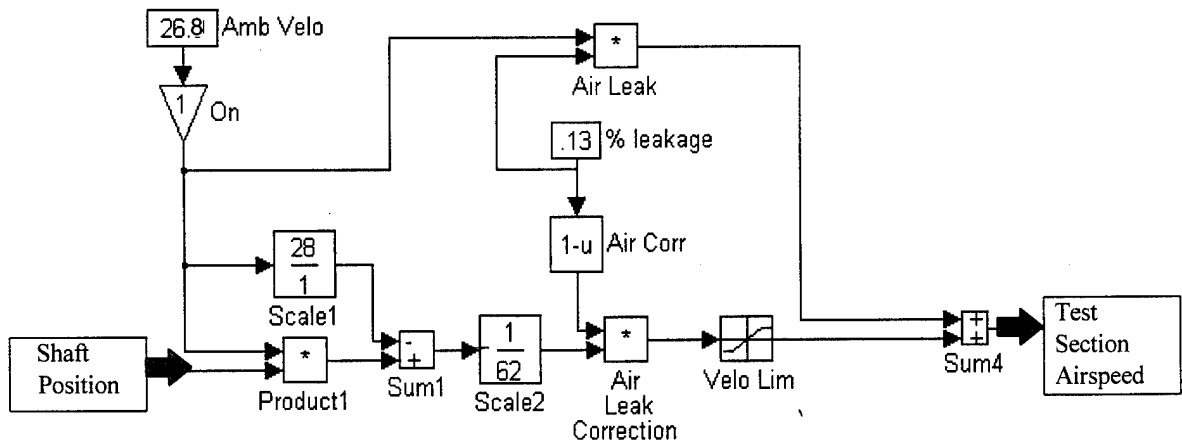 26.8 Amb Velo
1 On
*
Air Leak
.13 % leakage
1-u Air Corr
28
1
Scale1
Shaft
Position
*
Product1
-
+
Sum1
1
62
Scale2
*
Air
Leak
Correction
Velo Lim
+
+
Sum4
Test
Section
Airspeed